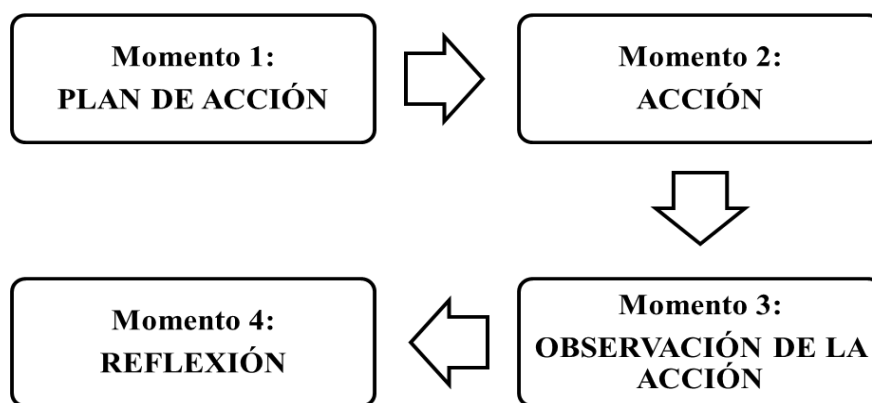 Momento 1:
PLAN DE ACCIÓN
Momento 2:
ACCIÓN
Momento 3:
OBSERVACIÓN DE LA
ACCIÓN
Momento 4:
REFLEXIÓN